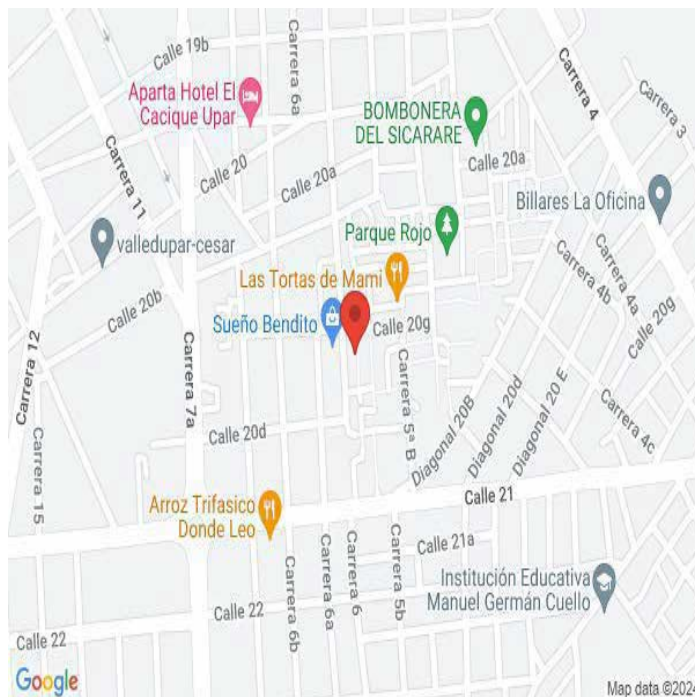 Calle 19b
Carrera 6a
Carrera 4
Carrera 3
Aparta Hotel El
Cacique Upar
BOMBONERA
DEL SICARARE
Calle 20a
Calle 20
Calle 20a
Carrera 11
Billares La Oficina
Parque Rojo
valledupar-cesar
Las Tortas de Mami
Carrera 4b
Carrera 4a
Calle 20g
Calle 20b
Sueño Bendito
Calle 20g
Carrera 12
Carrera 7a
Carrera 5ª B
Diagonal 20B
Diagonal 20d
Diagonal 20 E
Carrera 4c
Calle 20d
Carrera 15
Calle 21
Arroz Trifasico
Donde Leo
Calle 21a
Carrera 6b
Carrera 6a
Carrera 6
Carrera 5b
Institución Educativa
Manuel Germán Cuello
Calle 22
Calle 22
Google
Map data ©202